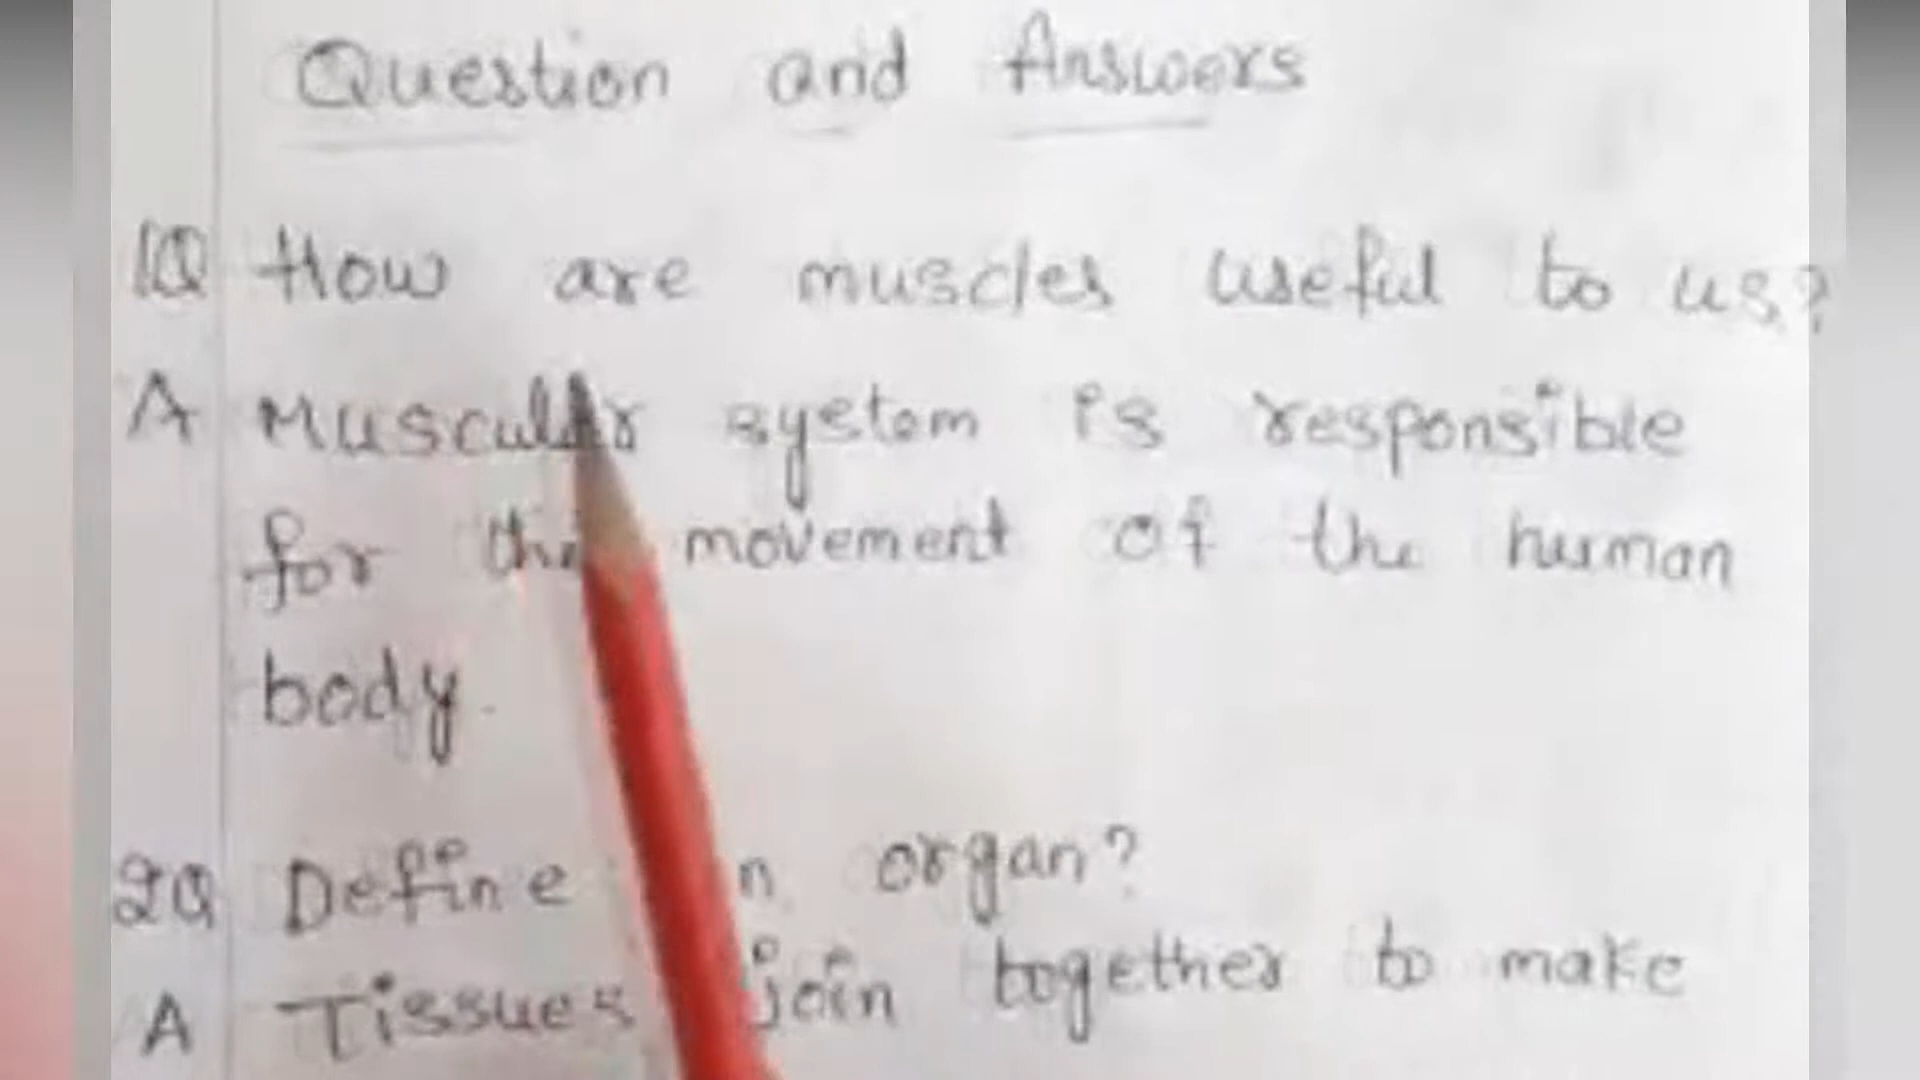 Question and Answers
1Q How are muscles useful to us?
A Muscular system is responsible
for the movement of the human
body.
2Q Define n organ?
A Tissues join together to make